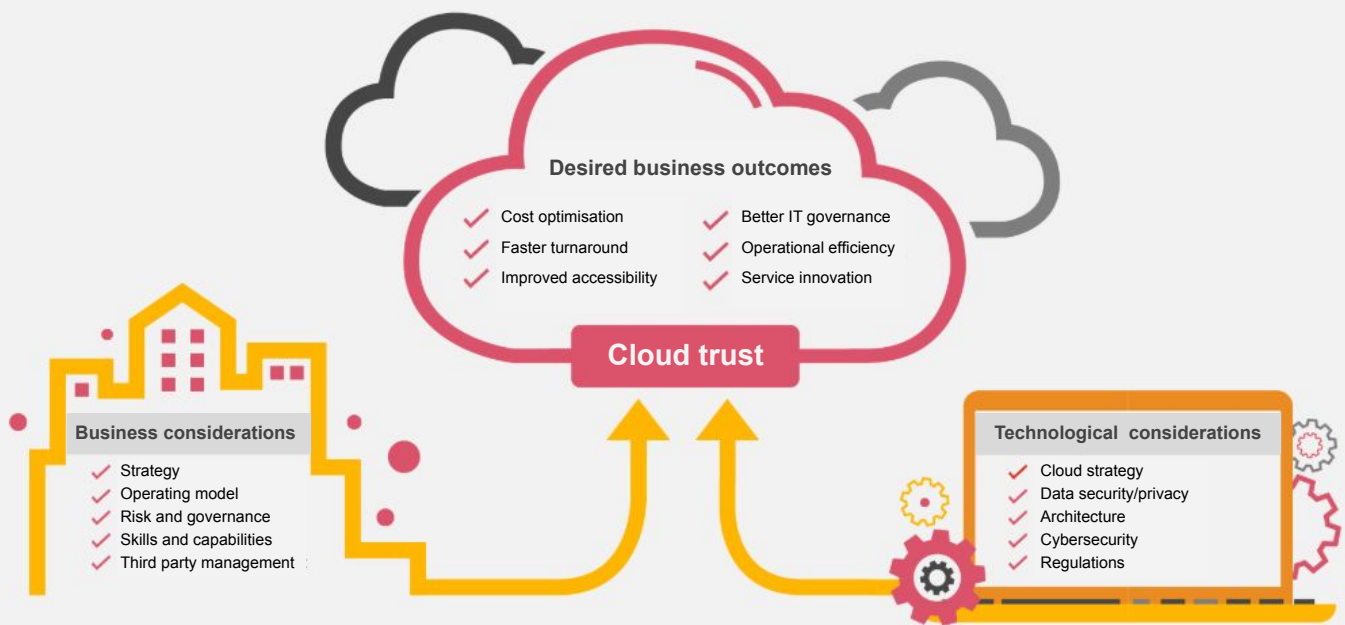 Desired business outcomes
Cost optimisation
Faster turnaround
Improved accessibility
Better IT governance
Operational efficiency
Service innovation
Cloud trust
Business considerations
Strategy
Operating model
Risk and governance
Skills and capabilities
Third party management
Technological considerations
Cloud strategy
Data security/privacy
Architecture
Cybersecurity
Regulations